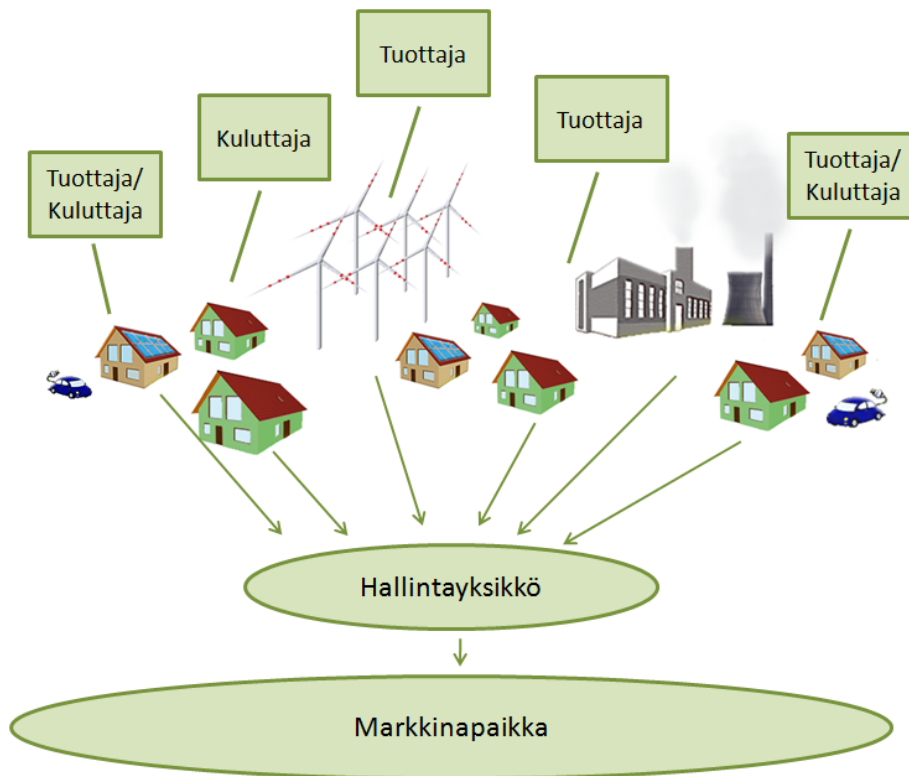 Tuottaja
Kuluttaja
Tuottaja
Tuottaja/
Kuluttaja
Tuottaja/
Kuluttaja
Hallintayksikkö
Markkinapaikka